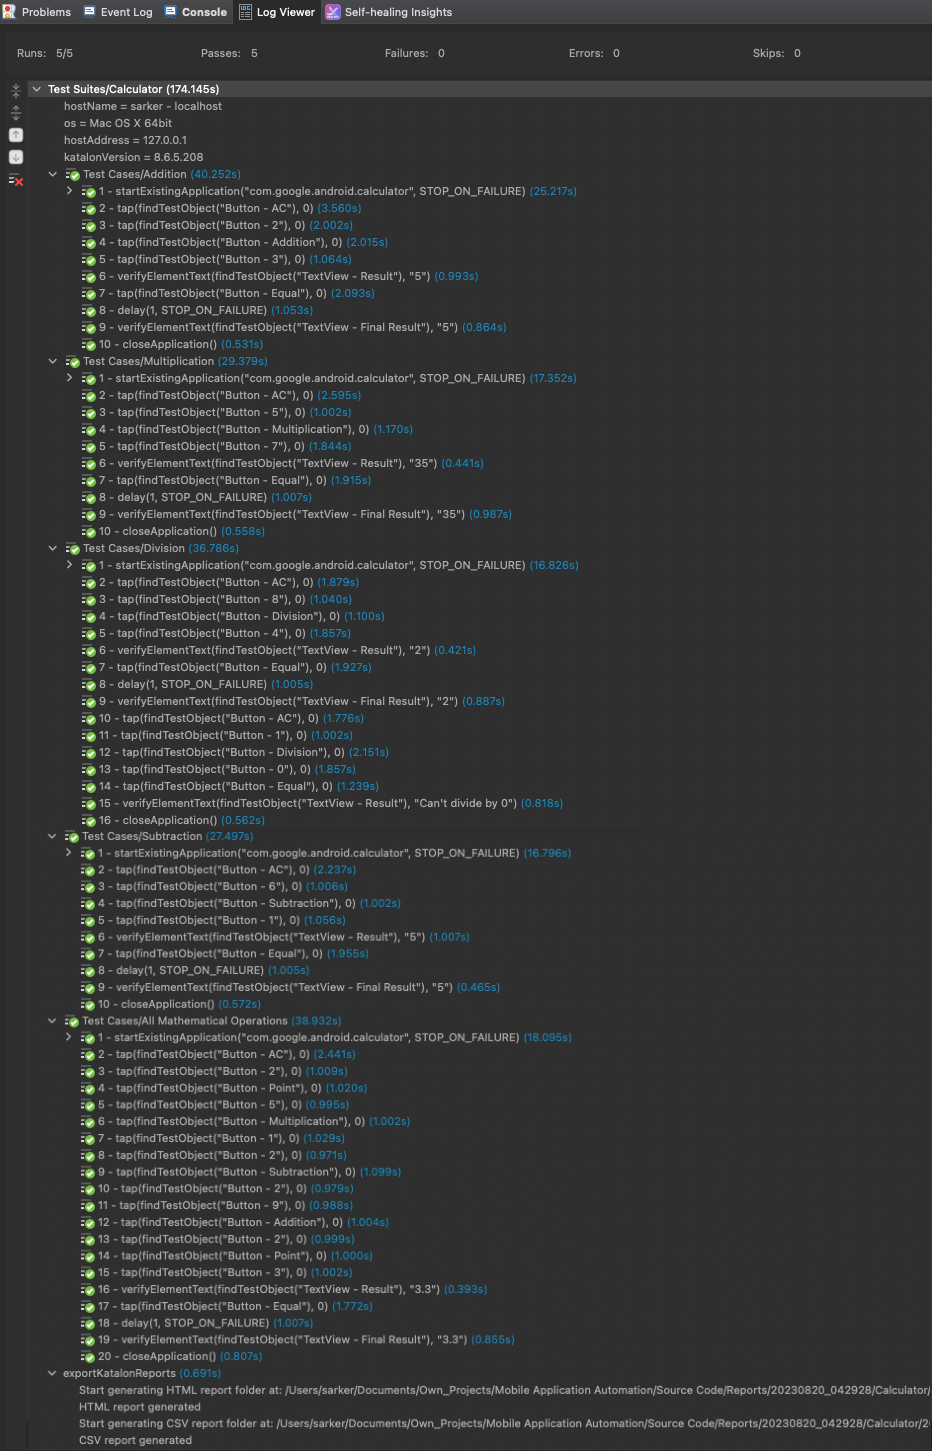 Problems Event Log Console Log Viewer Self-healing Insights
Runs: 5/5 Passes: 5 Failures: 0 Errors: 0 Skips: 0
Test Suites/Calculator (174.145s)
hostName = sarker - localhost
os = Mac OS X 64bit
hostAddress = 127.0.0.1
katalonVersion = 8.6.5.208
Test Cases/Addition (40.252s)
1 - startExistingApplication("com.google.android.calculator", STOP_ON_FAILURE) (25.217s)
2 - tap(findTestObject("Button - AC"), 0) (3.560s)
3 - tap(findTestObject("Button - 2"), 0) (2.002s)
4 - tap(findTestObject("Button - Addition"), 0) (2.015s)
5 - tap(findTestObject("Button - 3"), 0) (1.064s)
6 - verifyElementText(findTestObject("TextView - Result"), "5") (0.993s)
7 - tap(findTestObject("Button - Equal"), 0) (2.093s)
8 - delay(1, STOP_ON_FAILURE) (1.053s)
9 - verifyElementText(findTestObject("TextView - Final Result"), "5") (0.864s)
10 - closeApplication() (0.531s)
Test Cases/Multiplication (29.379s)
1 - startExistingApplication("com.google.android.calculator", STOP_ON_FAILURE) (17.352s)
2 - tap(findTestObject("Button - AC"), 0) (2.595s)
3 - tap(findTestObject("Button - 5"), 0) (1.002s)
4 - tap(findTestObject("Button - Multiplication"), 0) (1.170s)
5 - tap(findTestObject("Button - 7"), 0) (1.844s)
6 - verifyElementText(findTestObject("TextView - Result"), "35") (0.441s)
7 - tap(findTestObject("Button - Equal"), 0) (1.915s)
8 - delay(1, STOP_ON_FAILURE) (1.007s)
9 - verifyElementText(findTestObject("TextView - Final Result"), "35") (0.987s)
10 - closeApplication() (0.558s)
Test Cases/Division (36.786s)
1 - startExistingApplication("com.google.android.calculator", STOP_ON_FAILURE) (16.826s)
2 - tap(findTestObject("Button - AC"), 0) (1.879s)
3 - tap(findTestObject("Button - 8"), 0) (1.040s)
4 - tap(findTestObject("Button - Division"), 0) (1.100s)
5 - tap(findTestObject("Button - 4"), 0) (1.857s)
6 - verifyElementText(findTestObject("TextView - Result"), "2") (0.421s)
7 - tap(findTestObject("Button - Equal"), 0) (1.927s)
8 - delay(1, STOP_ON_FAILURE) (1.005s)
9 - verifyElementText(findTestObject("TextView - Final Result"), "2") (0.887s)
10 - tap(findTestObject("Button - AC"), 0) (1.776s)
11 - tap(findTestObject("Button - 1"), 0) (1.002s)
12 - tap(findTestObject("Button - Division"), 0) (2.151s)
13 - tap(findTestObject("Button - 0"), 0) (1.857s)
14 - tap(findTestObject("Button - Equal"), 0) (1.239s)
15 - verifyElementText(findTestObject("TextView - Result"), "Can't divide by 0") (0.818s)
16 - closeApplication() (0.562s)
Test Cases/Subtraction (27.497s)
1 - startExistingApplication("com.google.android.calculator", STOP_ON_FAILURE) (16.796s)
2 - tap(findTestObject("Button - AC"), 0) (2.237s)
3 - tap(findTestObject("Button - 6"), 0) (1.006s)
4 - tap(findTestObject("Button - Subtraction"), 0) (1.002s)
5 - tap(findTestObject("Button - 1"), 0) (1.056s)
6 - verifyElementText(findTestObject("TextView - Result"), "5") (1.007s)
7 - tap(findTestObject("Button - Equal"), 0) (1.955s)
8 - delay(1, STOP_ON_FAILURE) (1.005s)
9 - verifyElementText(findTestObject("TextView - Final Result"), "5") (0.465s)
10 - closeApplication() (0.572s)
Test Cases/All Mathematical Operations (38.932s)
1 - startExistingApplication("com.google.android.calculator", STOP_ON_FAILURE) (18.095s)
2 - tap(findTestObject("Button - AC"), 0) (2.441s)
3 - tap(findTestObject("Button - 2"), 0) (1.009s)
4 - tap(findTestObject("Button - Point"), 0) (1.020s)
5 - tap(findTestObject("Button - 5"), 0) (0.995s)
6 - tap(findTestObject("Button - Multiplication"), 0) (1.002s)
7 - tap(findTestObject("Button - 1"), 0) (1.029s)
8 - tap(findTestObject("Button - 2"), 0) (0.971s)
9 - tap(findTestObject("Button - Subtraction"), 0) (1.099s)
10 - tap(findTestObject("Button - 2"), 0) (0.979s)
11 - tap(findTestObject("Button - 9"), 0) (0.988s)
12 - tap(findTestObject("Button - Addition"), 0) (1.004s)
13 - tap(findTestObject("Button - 2"), 0) (0.999s)
14 - tap(findTestObject("Button - Point"), 0) (1.000s)
15 - tap(findTestObject("Button - 3"), 0) (1.002s)
16 - verifyElementText(findTestObject("TextView - Result"), "3.3") (0.393s)
17 - tap(findTestObject("Button - Equal"), 0) (1.772s)
18 - delay(1, STOP_ON_FAILURE) (1.007s)
19 - verifyElementText(findTestObject("TextView - Final Result"), "3.3") (0.855s)
20 - closeApplication() (0.807s)
exportKatalonReports (0.691s)
Start generating HTML report folder at: /Users/sarker/Documents/Own_Projects/Mobile Application Automation/Source Code/Reports/20230820_042928/Calculator/
HTML report generated
Start generating CSV report folder at: /Users/sarker/Documents/Own_Projects/Mobile Application Automation/Source Code/Reports/20230820_042928/Calculator/2
CSV report generated